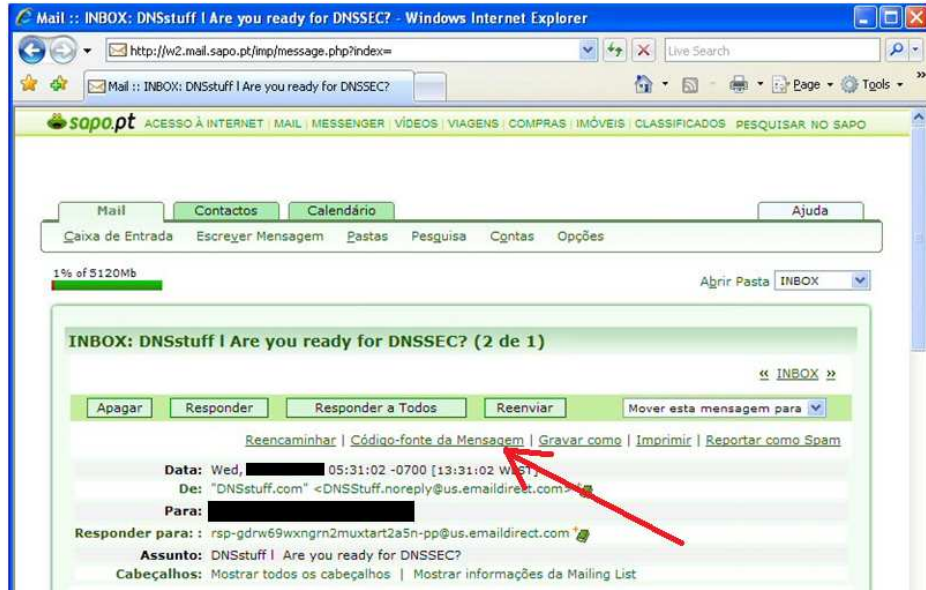 Mail :: INBOX: DNSstuff l Are you ready for DNSSEC? - Windows Internet Explorer
http://w2.mail.sapo.pt/imp/message.php?index=
Live Search
Mail :: INBOX: DNSstuff l Are you ready for DNSSEC?
Page
Tools
sapo.pt ACESSO À INTERNET | MAIL | MESSENGER | VÍDEOS | VIAGENS | COMPRAS | IMÓVEIS | CLASSIFICADOS PESQUISAR NO SAPO
Mail Contactos Calendário Ajuda
Caixa de Entrada Escrever Mensagem Pastas Pesquisa Contas Opções
1% of 5120Mb
Abrir Pasta INBOX
INBOX: DNSstuff l Are you ready for DNSSEC? (2 de 1)
<< INBOX >>
Apagar Responder Responder a Todos Reenviar Mover esta mensagem para
Reencaminhar | Código-fonte da Mensagem | Gravar como | Imprimir | Reportar como Spam
Data: Wed, 05:31:02 -0700 [13:31:02 WEST]
De: "DNSstuff.com" <DNSStuff.noreply@us.emaildirect.com>
Para:
Responder para: : rsp-gdrw69wxngrn2muxtart2a5n-pp@us.emaildirect.com
Assunto: DNSstuff l Are you ready for DNSSEC?
Cabeçalhos: Mostrar todos os cabeçalhos | Mostrar informações da Mailing List